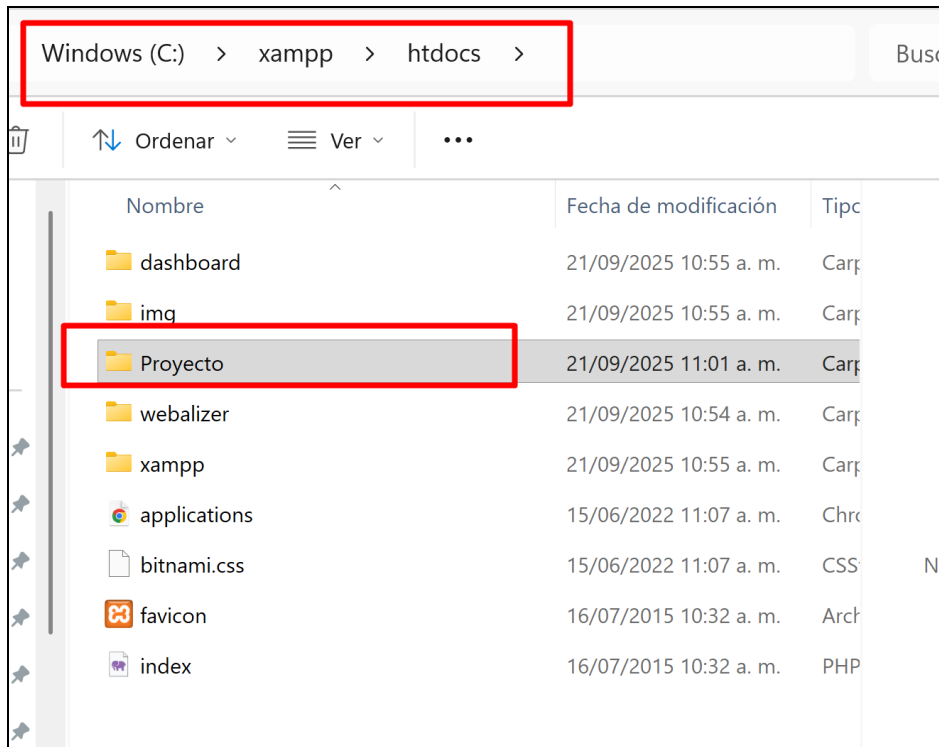 Windows (C:) > xampp > htdocs > Busc
Ordenar Ver •••
Nombre Fecha de modificación Tipo
dashboard 21/09/2025 10:55 a. m. Carp
img 21/09/2025 10:55 a. m. Carp
Proyecto 21/09/2025 11:01 a. m. Carp
webalizer 21/09/2025 10:54 a. m. Carp
xampp 21/09/2025 10:55 a. m. Carp
applications 15/06/2022 11:07 a. m. Chro
bitnami.css 15/06/2022 11:07 a. m. CSS N
favicon 16/07/2015 10:32 a. m. Arch
index 16/07/2015 10:32 a. m. PHP